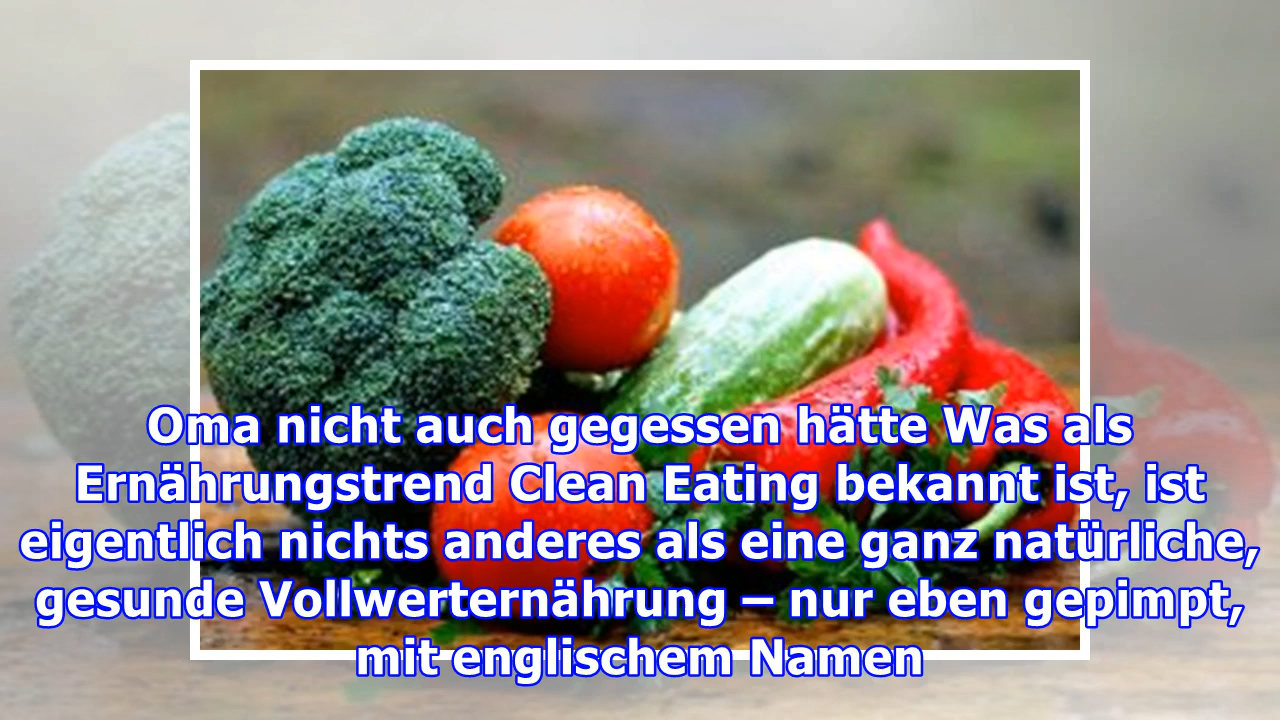 Oma nicht auch gegessen hätte Was als
Ernährungstrend Clean Eating bekannt ist, ist
eigentlich nichts anderes als eine ganz natürliche,
gesunde Vollwerternährung – nur eben gepimpt,
mit englischem Namen